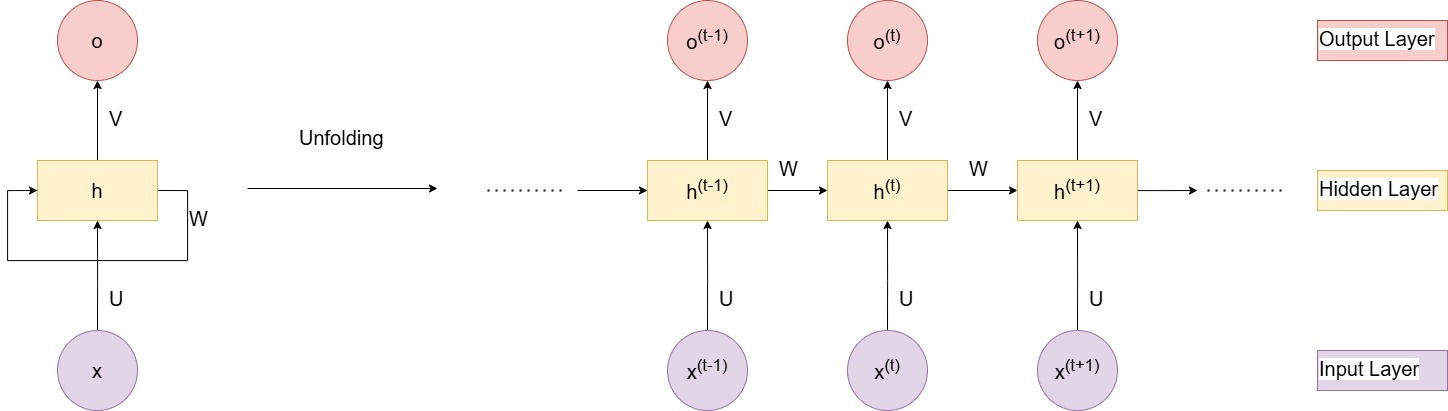 o
o(t-1)
o(t)
o(t+1)
Output Layer
V
V
V
V
Unfolding
h
W
..........
h(t-1)
W
h(t)
W
h(t+1)
..........
Hidden Layer
U
U
U
U
x
x(t-1)
x(t)
x(t+1)
Input Layer